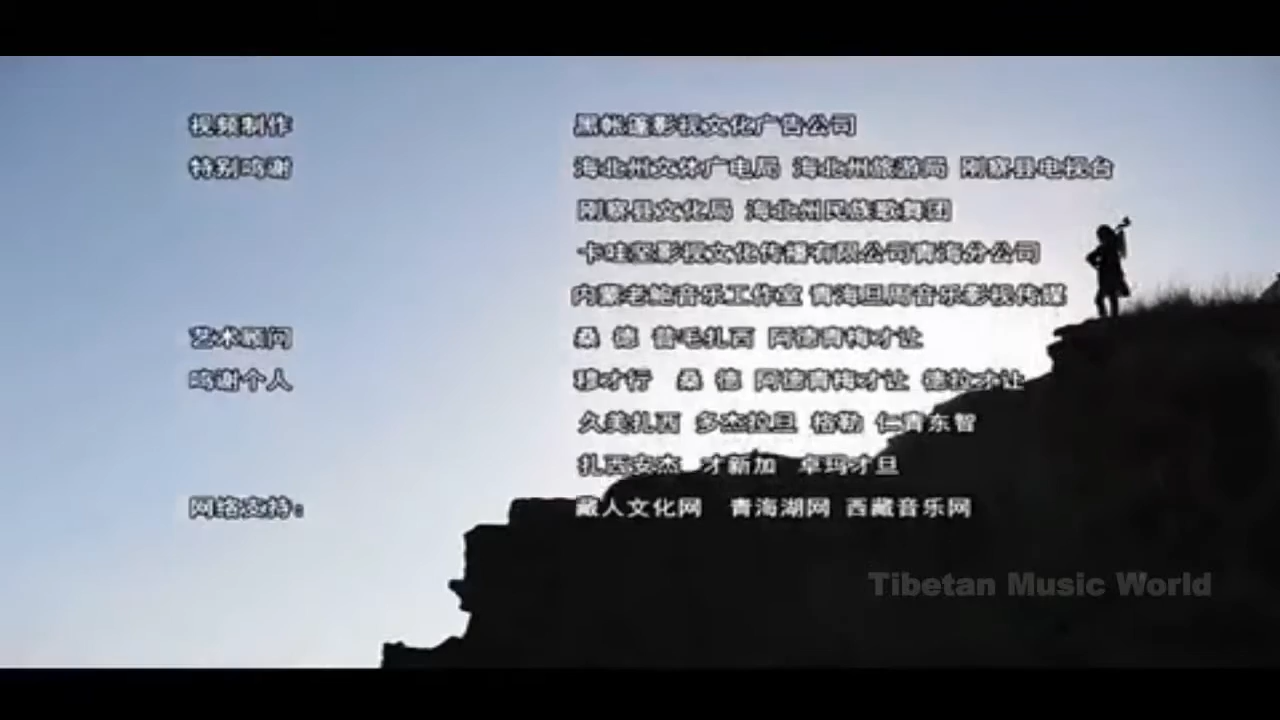 视频制作 黑帐篷影视文化广告公司
特别鸣谢 海北州文体广电局 海北州旅游局 刚察县电视台
刚察县文化局 海北州民族歌舞团
卡哇坚影视文化传播有限公司青海分公司
内蒙老鲍音乐工作室 青海旦周音乐影视传媒
艺术顾问 桑 德 昔毛扎西 阿德青梅才让
鸣谢个人 穆才行 桑 德 阿德青梅才让 德拉才让
久美扎西 多杰拉旦 格勒 仁青东智
扎西安杰 才新加 卓玛才旦
网络支持: 藏人文化网 青海湖网 西藏音乐网
Tibetan Music World